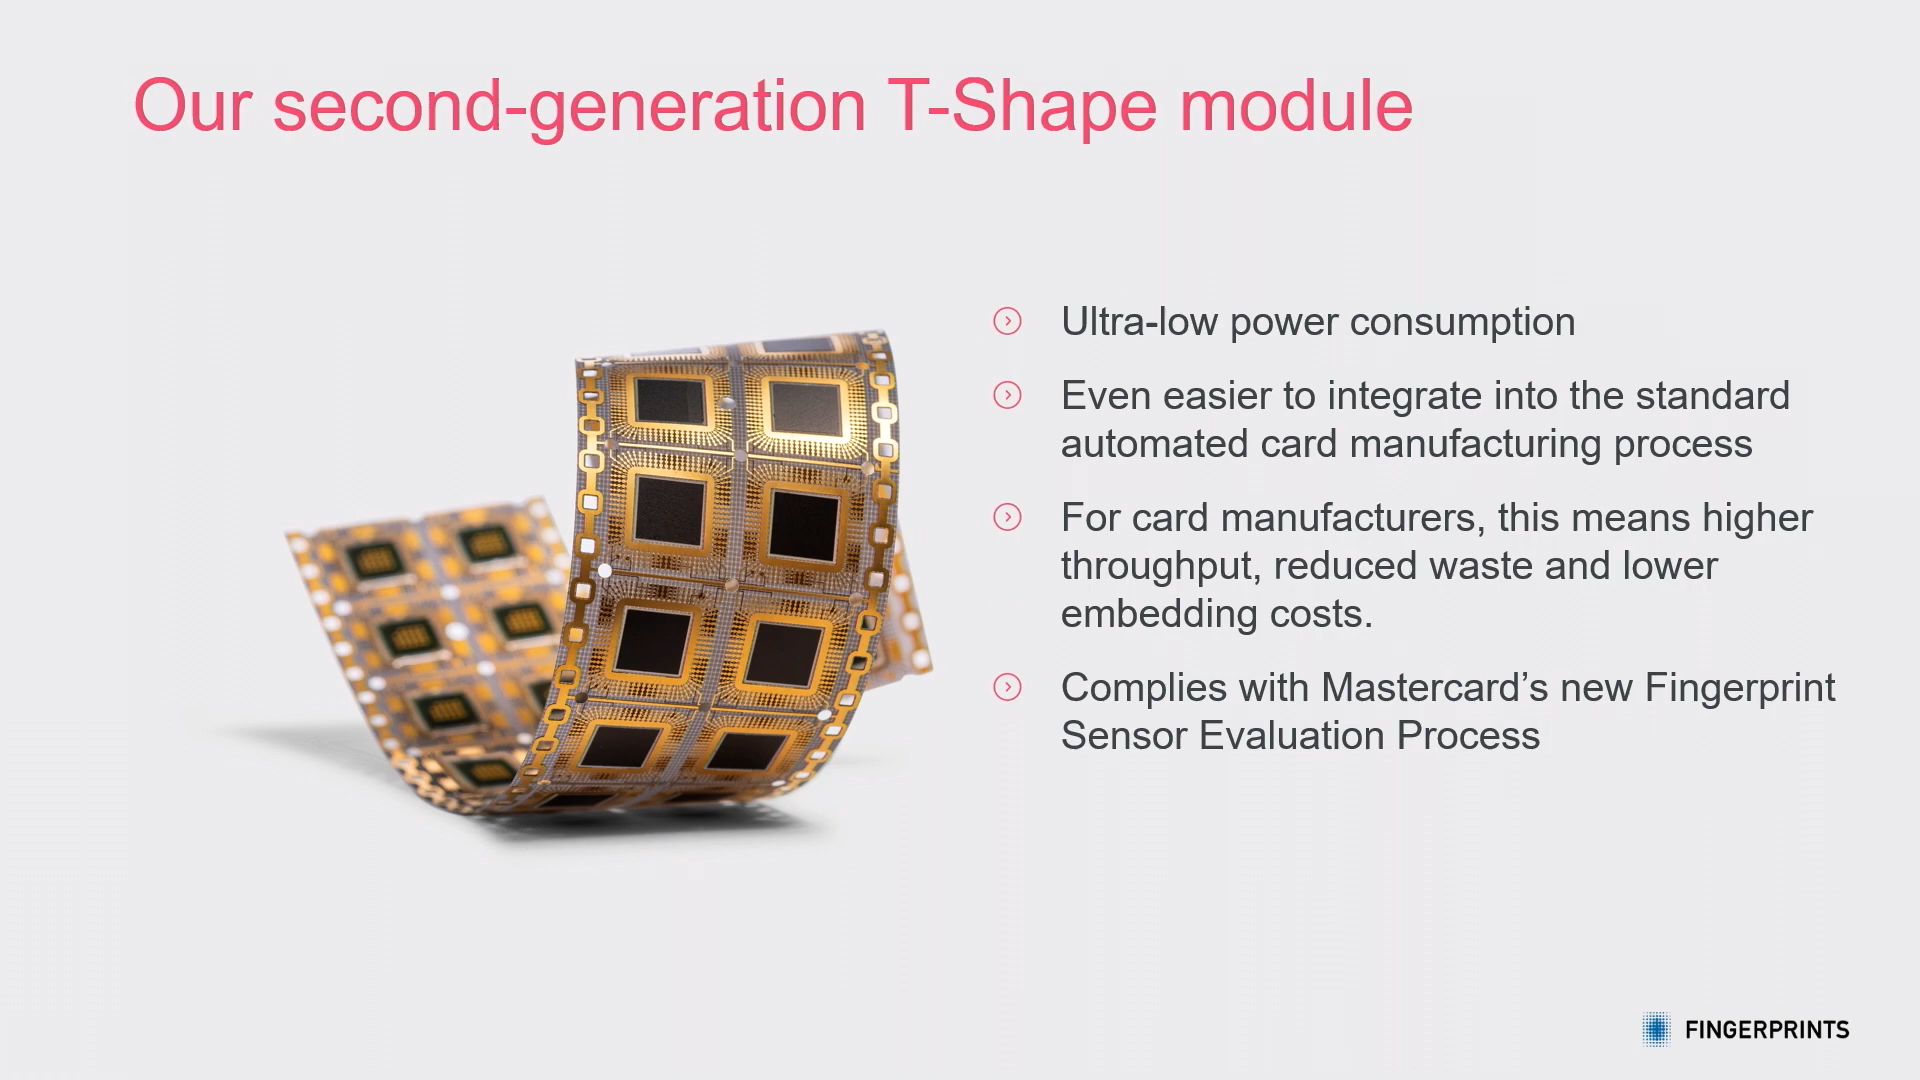 Our second-generation T-Shape module
Ultra-low power consumption
Even easier to integrate into the standard
automated card manufacturing process
For card manufacturers, this means higher
throughput, reduced waste and lower
embedding costs.
Complies with Mastercard’s new Fingerprint
Sensor Evaluation Process
FINGERPRINTS